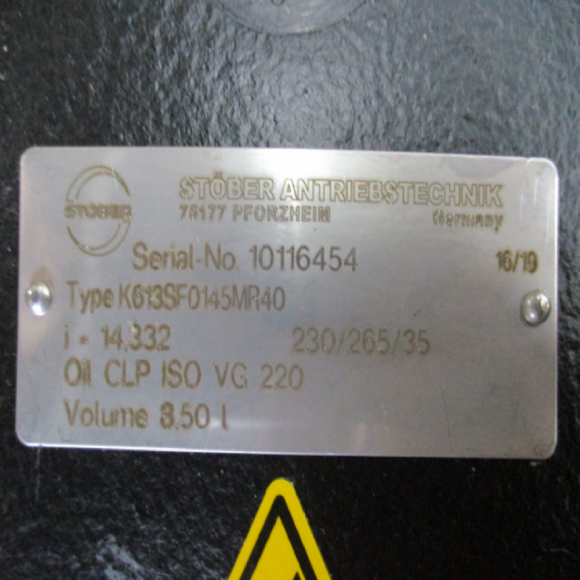 STÖBER
STÖBER ANTRIEBSTECHNIK
75177 PFORZHEIM Germany
Serial-No. 10116454 16/19
Type K613SF0145MR40
i = 14,332 230/265/35
Oil CLP ISO VG 220
Volume 3,50 l